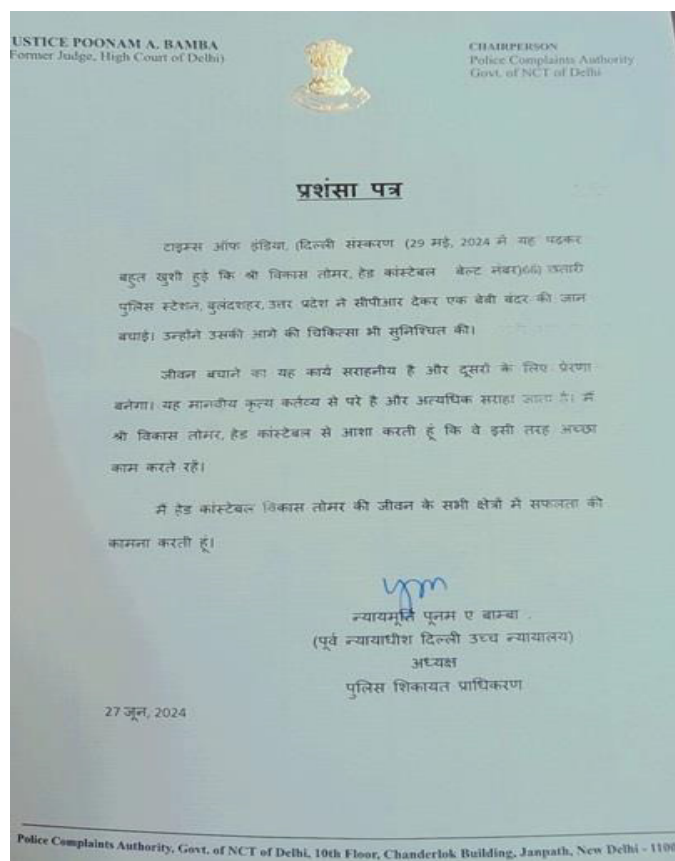 USTICE POONAM A. BAMBA
Former Judge, High Court of Delhi)
CHAIRPERSON
Police Complaints Authority
Govt. of NCT of Delhi
प्रशंसा पत्र
टाइम्स ऑफ इंडिया, (दिल्ली संस्करण (29 मई, 2024 में यह पढकर
बहुत खुशी हुई कि श्री विकास तोमर, हेड कांस्टेबल बेल्ट नंबर)66) छतारी
पुलिस स्टेशन, बुलंदशहर, उत्तर प्रदेश ने सीपीआर देकर एक बेबी बंदर की जान
बचाई। उन्होंने उसकी आगे की चिकित्सा भी सुनिश्चित की।
जीवन बचाने का यह कार्य सराहनीय है और दूसरों के लिए प्रेरणा
बनेगा। यह मानवीय कृत्य कर्तव्य से परे है और अत्यधिक सराहा जाता है। मैं
श्री विकास तोमर, हेड कांस्टेबल से आशा करती हूं कि वे इसी तरह अच्छा
काम करते रहें।
मैं हेड कांस्टेबल विकास तोमर की जीवन के सभी क्षेत्रों में सफलता की
कामना करती हूं।
न्यायमूर्ति पूनम ए बाम्बा .
(पूर्व न्यायाधीश दिल्ली उच्च न्यायालय)
अध्यक्ष
पुलिस शिकायत प्राधिकरण
27 जून, 2024
Police Complaints Authority, Govt. of NCT of Delhi, 10th Floor, Chanderlok Building, Janpath, New Delhi - 1100